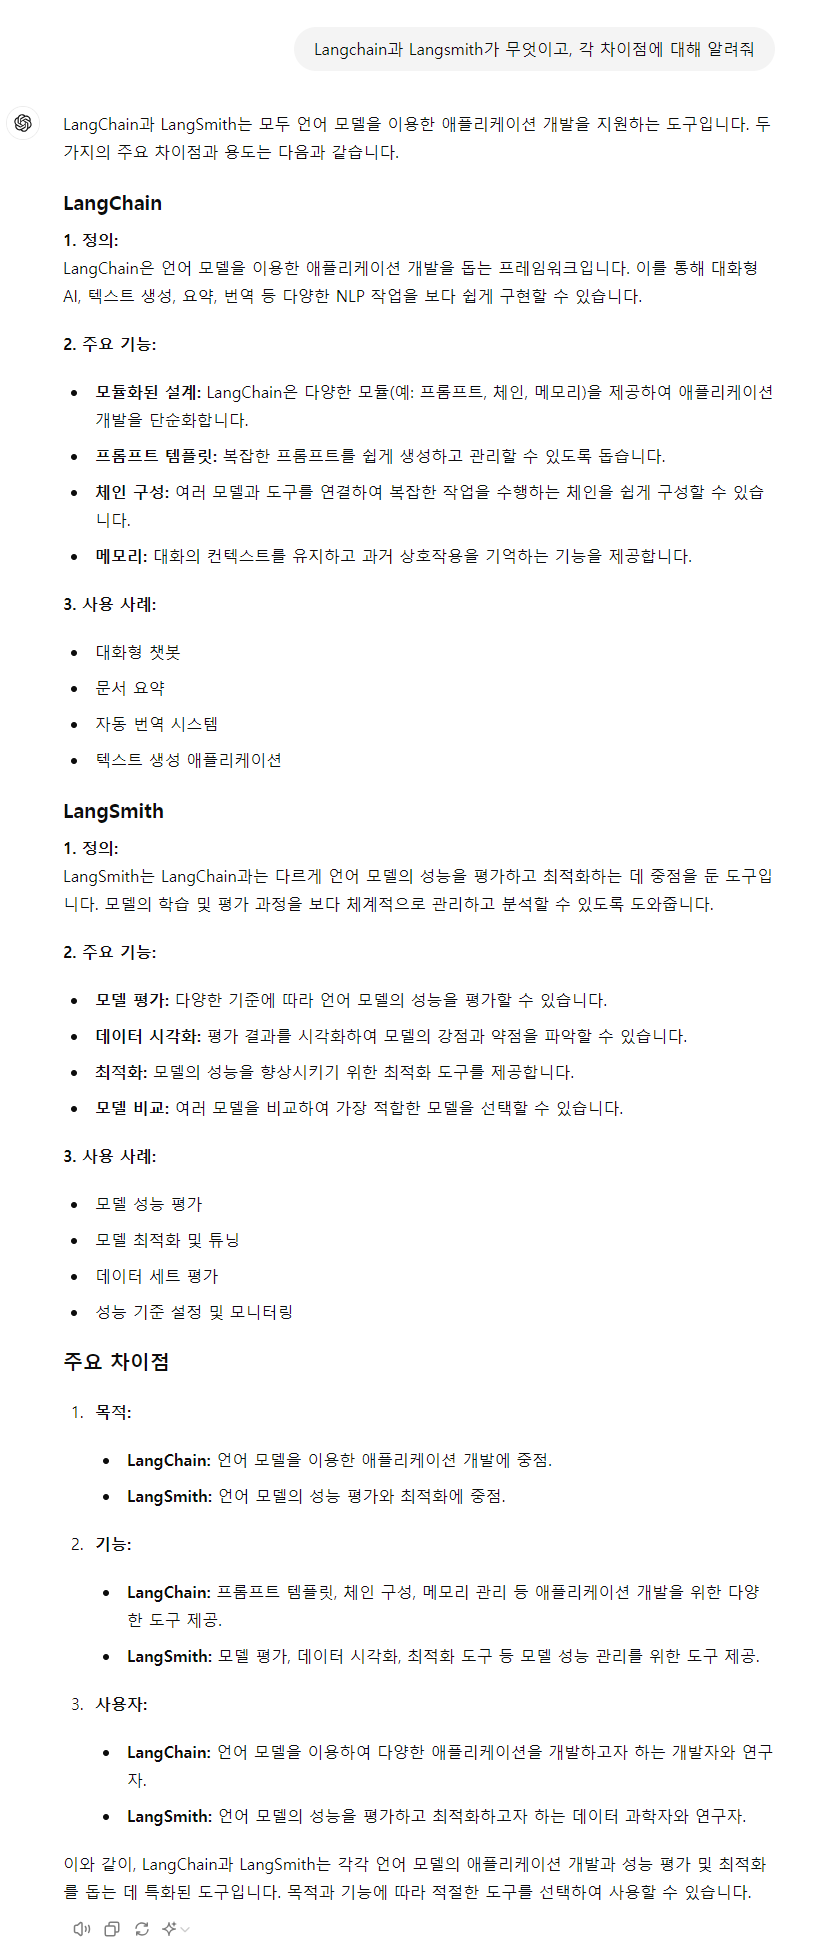 Langchain과 Langsmith가 무엇이고, 각 차이점에 대해 알려줘
LangChain과 LangSmith는 모두 언어 모델을 이용한 애플리케이션 개발을 지원하는 도구입니다. 두
가지의 주요 차이점과 용도는 다음과 같습니다.
LangChain
1. 정의:
LangChain은 언어 모델을 이용한 애플리케이션 개발을 돕는 프레임워크입니다. 이를 통해 대화형
AI, 텍스트 생성, 요약, 번역 등 다양한 NLP 작업을 보다 쉽게 구현할 수 있습니다.
2. 주요 기능:
• 모듈화된 설계: LangChain은 다양한 모듈(예: 프롬프트, 체인, 메모리)을 제공하여 애플리케이션
개발을 단순화합니다.
• 프롬프트 템플릿: 복잡한 프롬프트를 쉽게 생성하고 관리할 수 있도록 돕습니다.
• 체인 구성: 여러 모델과 도구를 연결하여 복잡한 작업을 수행하는 체인을 쉽게 구성할 수 있습
니다.
• 메모리: 대화의 컨텍스트를 유지하고 과거 상호작용을 기억하는 기능을 제공합니다.
3. 사용 사례:
• 대화형 챗봇
• 문서 요약
• 자동 번역 시스템
• 텍스트 생성 애플리케이션
LangSmith
1. 정의:
LangSmith는 LangChain과는 다르게 언어 모델의 성능을 평가하고 최적화하는 데 중점을 둔 도구입
니다. 모델의 학습 및 평가 과정을 보다 체계적으로 관리하고 분석할 수 있도록 도와줍니다.
2. 주요 기능:
• 모델 평가: 다양한 기준에 따라 언어 모델의 성능을 평가할 수 있습니다.
• 데이터 시각화: 평가 결과를 시각화하여 모델의 강점과 약점을 파악할 수 있습니다.
• 최적화: 모델의 성능을 향상시키기 위한 최적화 도구를 제공합니다.
• 모델 비교: 여러 모델을 비교하여 가장 적합한 모델을 선택할 수 있습니다.
3. 사용 사례:
• 모델 성능 평가
• 모델 최적화 및 튜닝
• 데이터 세트 평가
• 성능 기준 설정 및 모니터링
주요 차이점
1. 목적:
• LangChain: 언어 모델을 이용한 애플리케이션 개발에 중점.
• LangSmith: 언어 모델의 성능 평가와 최적화에 중점.
2. 기능:
• LangChain: 프롬프트 템플릿, 체인 구성, 메모리 관리 등 애플리케이션 개발을 위한 다양
한 도구 제공.
• LangSmith: 모델 평가, 데이터 시각화, 최적화 도구 등 모델 성능 관리를 위한 도구 제공.
3. 사용자:
• LangChain: 언어 모델을 이용하여 다양한 애플리케이션을 개발하고자 하는 개발자와 연구
자.
• LangSmith: 언어 모델의 성능을 평가하고 최적화하고자 하는 데이터 과학자와 연구자.
이와 같이, LangChain과 LangSmith는 각각 언어 모델의 애플리케이션 개발과 성능 평가 및 최적화
를 돕는 데 특화된 도구입니다. 목적과 기능에 따라 적절한 도구를 선택하여 사용할 수 있습니다.